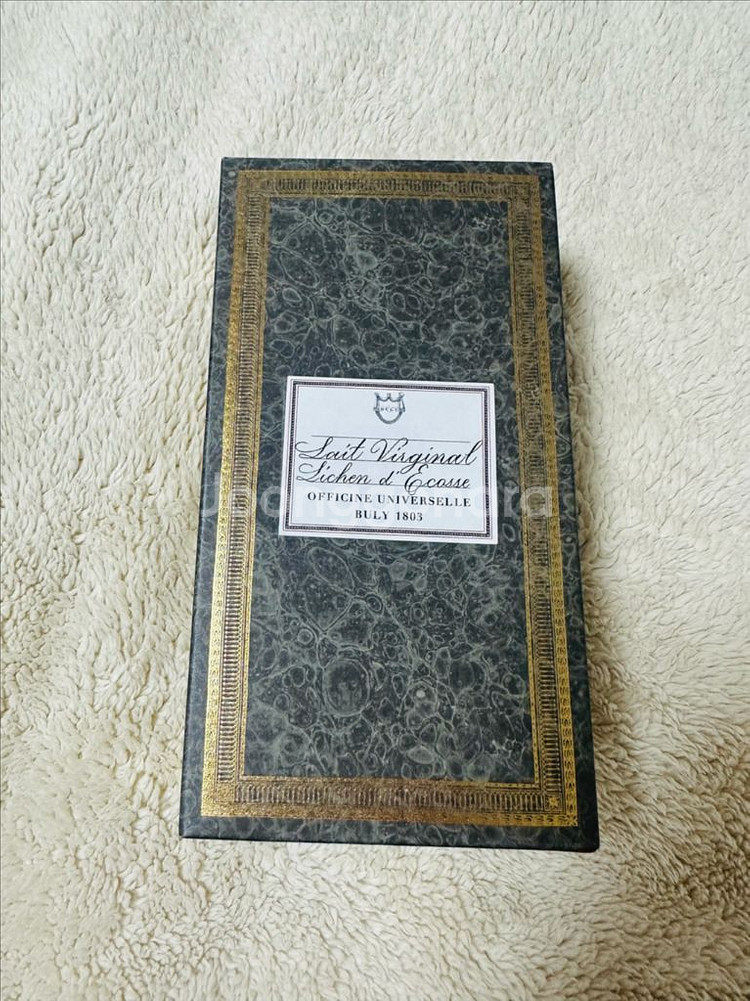 Lait Virginal
Lichen d'Ecosse
OFFICINE UNIVERSELLE
BULY 1803